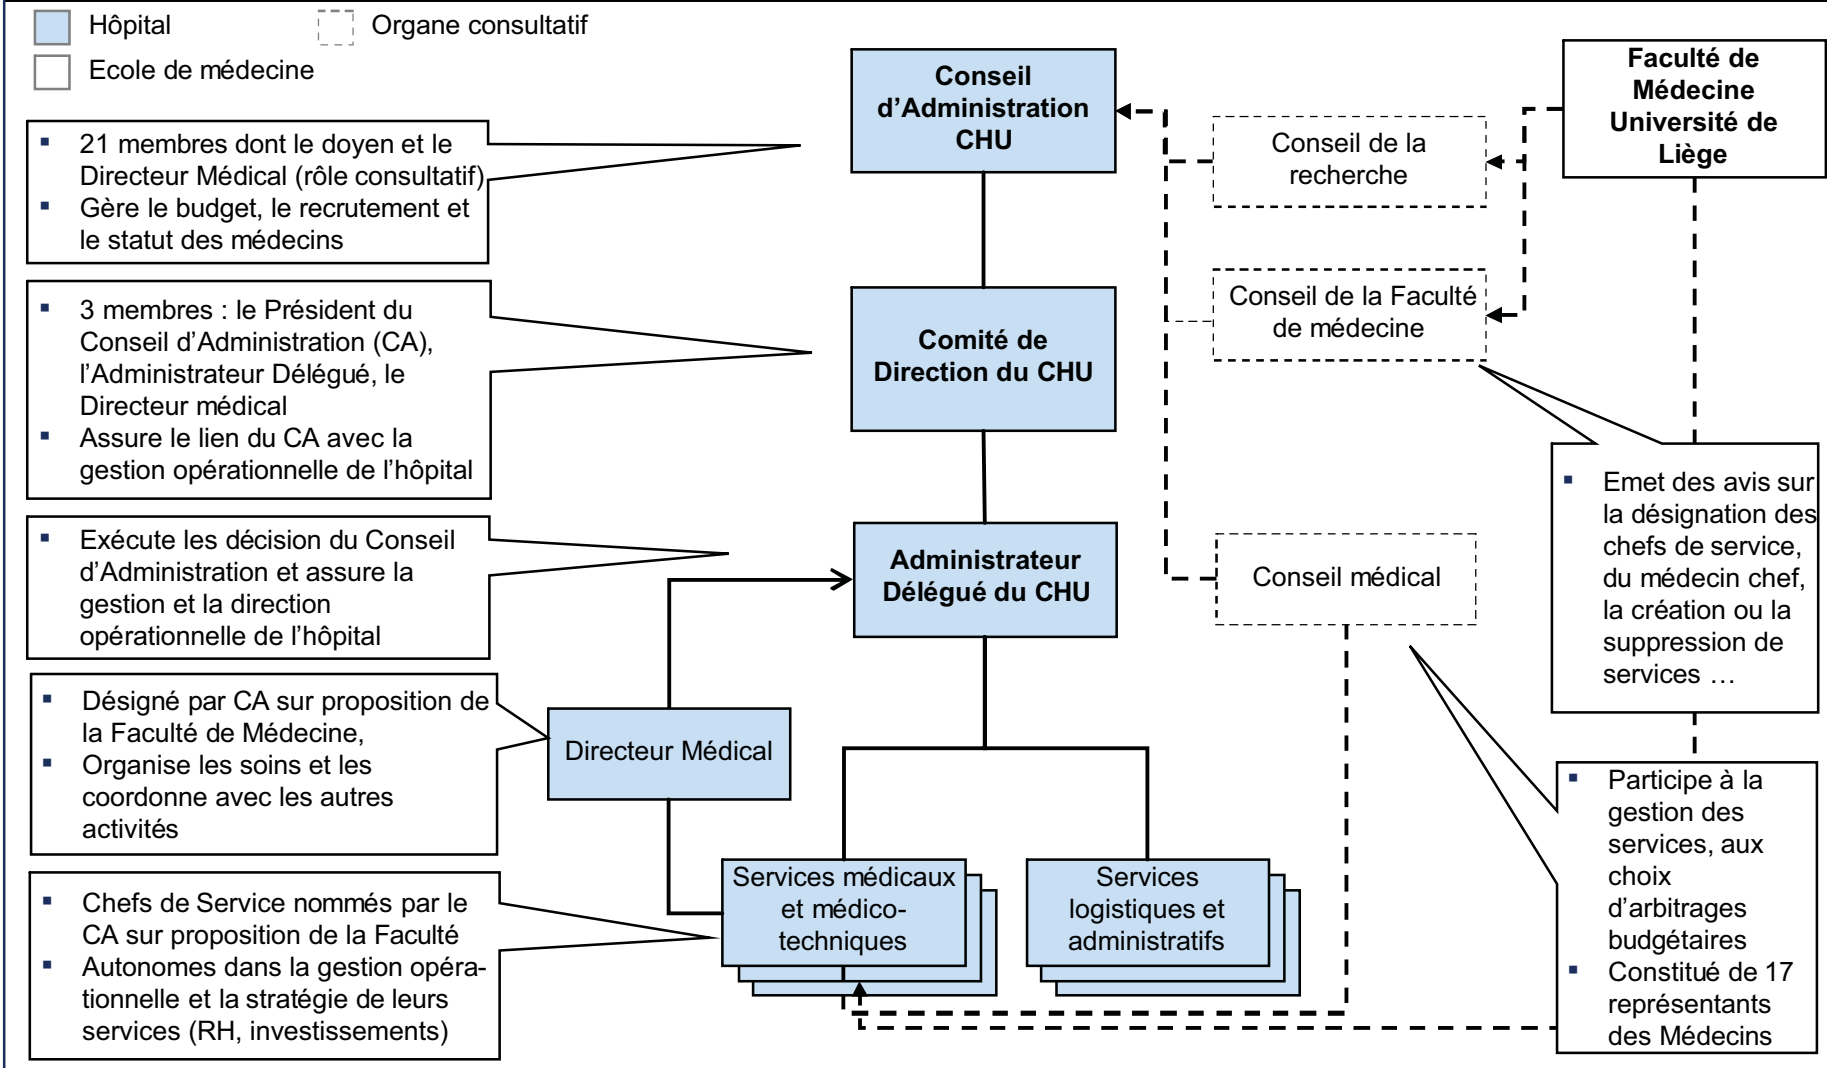 Hôpital
Organe consultatif
Ecole de médecine
Conseil
d'Administration
CHU
Faculté de
Médecine
Université de
Liège
Conseil de la
recherche
▪ 21 membres dont le doyen et le
Directeur Médical (rôle consultatif)
▪ Gère le budget, le recrutement et
le statut des médecins
Conseil de la Faculté
de médecine
▪ 3 membres : le Président du
Conseil d'Administration (CA),
l'Administrateur Délégué, le
Directeur médical
▪ Assure le lien du CA avec la
gestion opérationnelle de l'hôpital
Comité de
Direction du CHU
▪ Emet des avis sur
la désignation des
chefs de service,
du médecin chef,
la création ou la
suppression de
services …
▪ Exécute les décision du Conseil
d'Administration et assure la
gestion et la direction
opérationnelle de l'hôpital
Administrateur
Délégué du CHU
Conseil médical
▪ Désigné par CA sur proposition de
la Faculté de Médecine,
▪ Organise les soins et les
coordonne avec les autres
activités
Directeur Médical
▪ Participe à la
gestion des
services, aux
choix
d'arbitrages
budgétaires
▪ Constitué de 17
représentants
des Médecins
▪ Chefs de Service nommés par le
CA sur proposition de la Faculté
▪ Autonomes dans la gestion opéra-
tionnelle et la stratégie de leurs
services (RH, investissements)
Services médicaux
et médico-
techniques
Services
logistiques et
administratifs